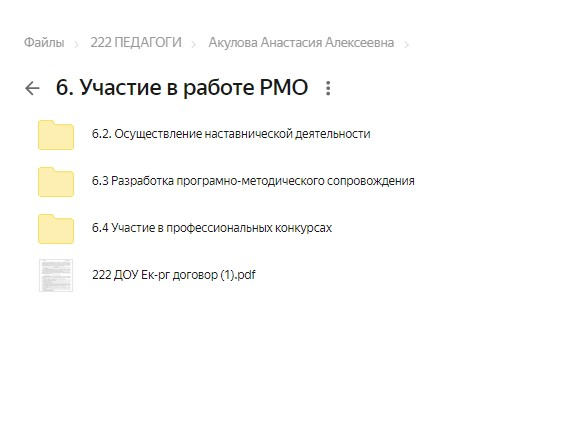 Файлы 222 ПЕДАГОГИ Акулова Анастасия Алексеевна
6. Участие в работе РМО
6.2. Осуществление наставнической деятельности
6.3 Разработка програмно-методического сопровождения
6.4 Участие в профессиональных конкурсах
222 ДОУ Ек-рг договор (1).pdf